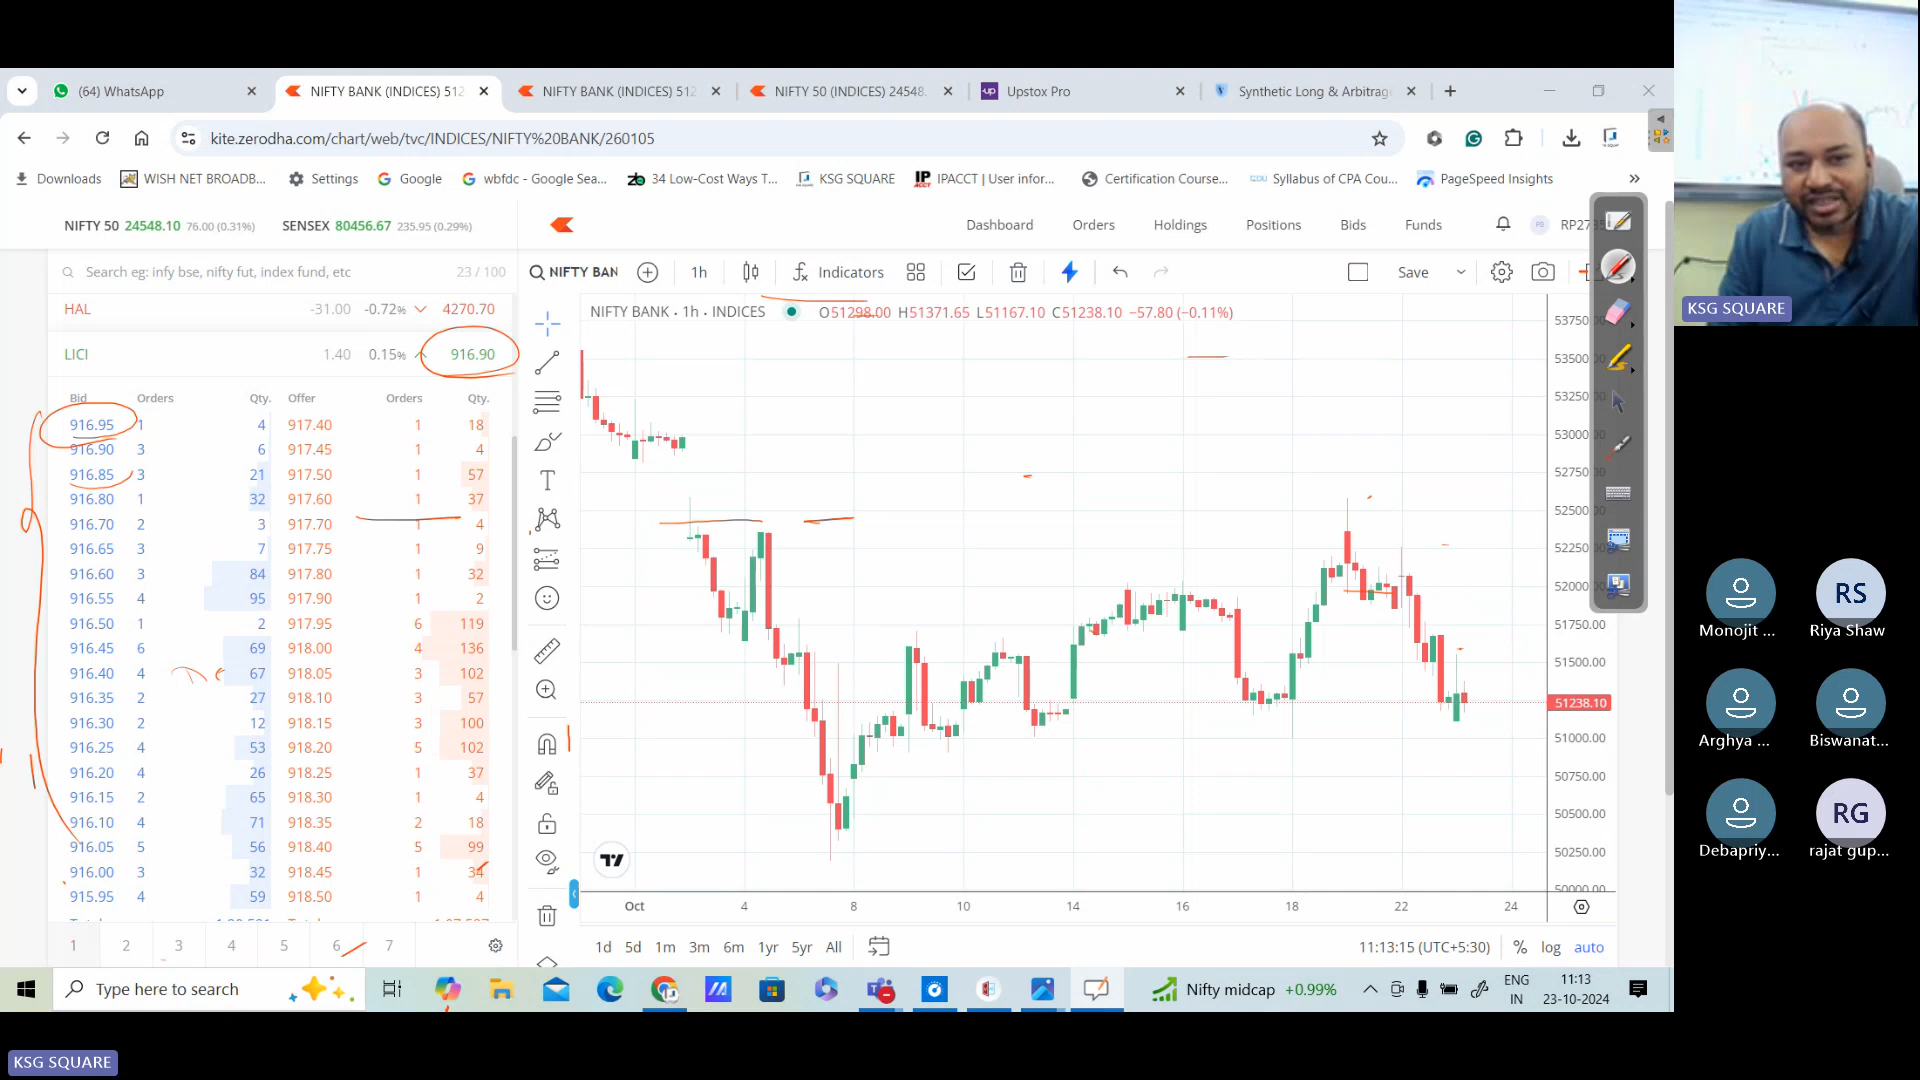 (64) WhatsApp
NIFTY BANK (INDICES) 512
NIFTY BANK (INDICES) 512
NIFTY 50 (INDICES) 24548.
Upstox Pro
Synthetic Long & Arbitrag
kite.zerodha.com/chart/web/tvc/INDICES/NIFTY%20BANK/260105
Downloads
WISH NET BROADB...
Settings
Google
wbfdc - Google Sea...
34 Low-Cost Ways T...
KSG SQUARE
IPACCT | User infor...
Certification Course...
Syllabus of CPA Cou...
PageSpeed Insights
NIFTY 50 24548.10 76.00 (0.31%)
SENSEX 80456.67 235.95 (0.29%)
Dashboard
Orders
Holdings
Positions
Bids
Funds
Search eg: infy bse, nifty fut, index fund, etc
23 / 100
NIFTY BAN
1h
Indicators
Save
HAL -31.00 -0.72% 4270.70
LICI 1.40 0.15% 916.90
Bid Orders Qty. Offer Orders Qty.
916.95 1 4 917.40 1 18
916.90 3 6 917.45 1 4
916.85 3 21 917.50 1 57
916.80 1 32 917.60 1 37
916.70 2 3 917.70 1 4
916.65 3 7 917.75 1 9
916.60 3 84 917.80 1 32
916.55 4 95 917.90 1 2
916.50 1 2 917.95 6 119
916.45 6 69 918.00 4 136
916.40 4 67 918.05 3 102
916.35 2 27 918.10 3 57
916.30 2 12 918.15 3 100
916.25 4 53 918.20 5 102
916.20 4 26 918.25 1 37
916.15 2 65 918.30 1 4
916.10 4 71 918.35 2 18
916.05 5 56 918.40 5 99
916.00 3 32 918.45 1 34
915.95 4 59 918.50 1 4
1 2 3 4 5 6 7
NIFTY BANK · 1h · INDICES O51298.00 H51371.65 L51167.10 C51238.10 −57.80 (−0.11%)
53250.00
53000.00
52750.00
52500.00
52250.00
52000.00
51750.00
51500.00
51238.10
51000.00
50750.00
50500.00
50250.00
50000.00
Oct 4 8 10 14 16 18 22 24
1d 5d 1m 3m 6m 1yr 5yr All
11:13:15 (UTC+5:30) % log auto
Type here to search
Nifty midcap +0.99%
ENG
IN
11:13
23-10-2024
KSG SQUARE
Monojit ...
RS
Riya Shaw
Arghya ...
Biswanat...
Debapriy...
RG
rajat gup...
KSG SQUARE